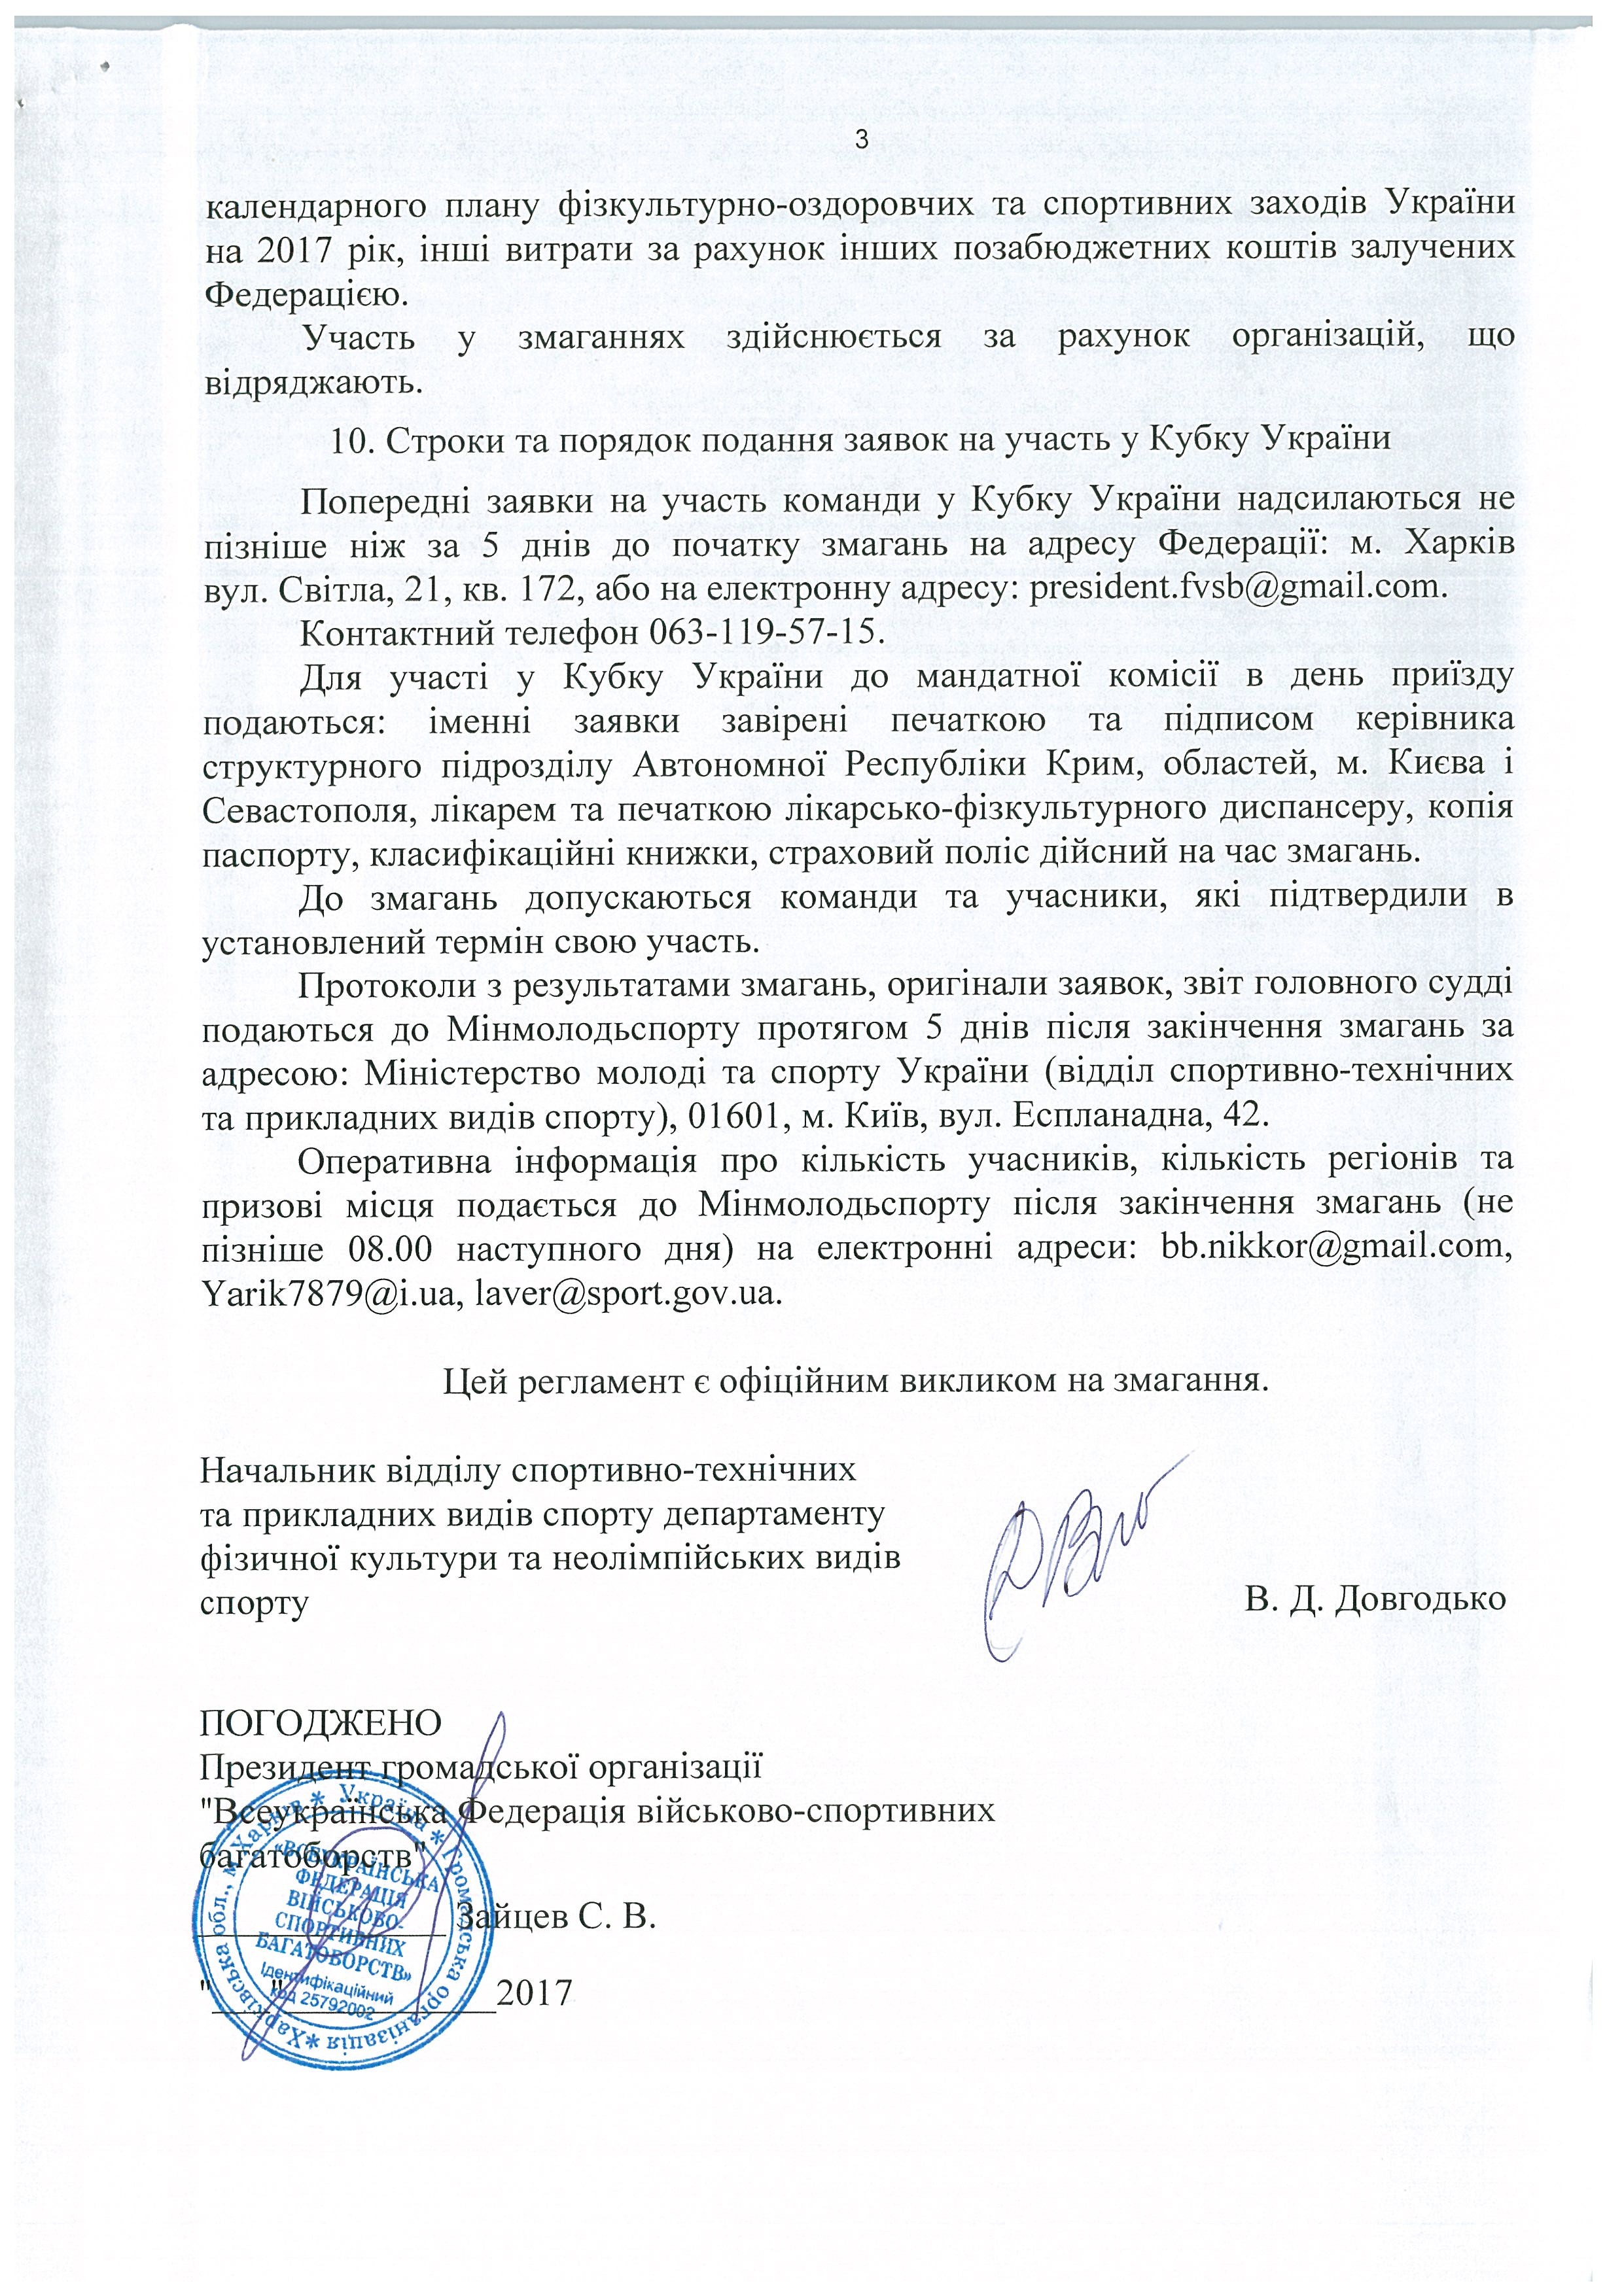 3
календарного плану фізкультурно-оздоровчих та спортивних заходів України
на 2017 рік, інші витрати за рахунок інших позабюджетних коштів залучених
Федерацією.
Участь у змаганнях здійснюється за рахунок організацій, що
відряджають.
10. Строки та порядок подання заявок на участь у Кубку України
Попередні заявки на участь команди у Кубку України надсилаються не
пізніше ніж за 5 днів до початку змагань на адресу Федерації: м. Харків
вул. Світла, 21, кв. 172, або на електронну адресу: president.fvsb@gmail.com.
Контактний телефон 063-119-57-15.
Для участі у Кубку України до мандатної комісії в день приїзду
подаються: іменні заявки завірені печаткою та підписом керівника
структурного підрозділу Автономної Республіки Крим, областей, м. Києва і
Севастополя, лікарем та печаткою лікарсько-фізкультурного диспансеру, копія
паспорту, класифікаційні книжки, страховий поліс дійсний на час змагань.
До змагань допускаються команди та учасники, які підтвердили в
установлений термін свою участь.
Протоколи з результатами змагань, оригінали заявок, звіт головного судді
подаються до Мінмолодьспорту протягом 5 днів після закінчення змагань за
адресою: Міністерство молоді та спорту України (відділ спортивно-технічних
та прикладних видів спорту), 01601, м. Київ, вул. Еспланадна, 42.
Оперативна інформація про кількість учасників, кількість регіонів та
призові місця подається до Мінмолодьспорту після закінчення змагань (не
пізніше 08.00 наступного дня) на електронні адреси: bb.nikkor@gmail.com,
Yarik7879@i.ua, laver@sport.gov.ua.
Цей регламент є офіційним викликом на змагання.
Начальник відділу спортивно-технічних
та прикладних видів спорту департаменту
фізичної культури та неолімпійських видів
спорту
В. Д. Довгодько
ПОГОДЖЕНО
Президент громадської організації
"Всеукраїнська Федерація військово-спортивних
багатоборств"
____________ Зайцев С. В.
"___"___________2017
Україна * Громадська організація * Харківська обл., м. Харків *
«ВСЕУКРАЇНСЬКА
ФЕДЕРАЦІЯ
ВІЙСЬКОВО-
СПОРТИВНИХ
БАГАТОБОРСТВ»
Ідентифікаційний
код 25792002